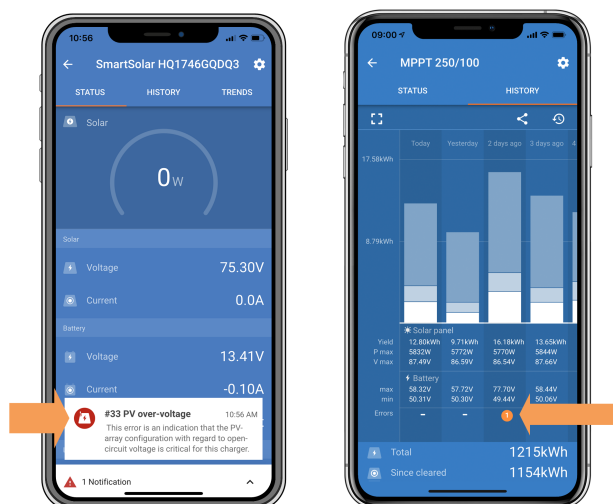 10:56
SmartSolar HQ1746GQDQ3
STATUS HISTORY TRENDS
Solar
0W
Solar
Voltage 75.30V
Current 0.0A
Battery
Voltage 13.41V
Current -0.10A
#33 PV over-voltage 10:56 AM
This error is an indication that the PV-
array configuration with regard to open-
circuit voltage is critical for this charger.
1 Notification
09:00
MPPT 250/100
STATUS HISTORY
Today Yesterday 2 days ago 3 days ago 4
17.58kWh
8.79kWh
Solar panel
Yield 12.80kWh 9.71kWh 16.18kWh 13.65kWh
P max 5832W 5772W 5770W 5844W
V max 87.49V 86.59V 86.54V 87.66V
Battery
max 58.32V 57.72V 77.70V 58.44V
min 50.31V 50.30V 49.44V 50.06V
Errors – – 1
Total 1215kWh
Since cleared 1154kWh